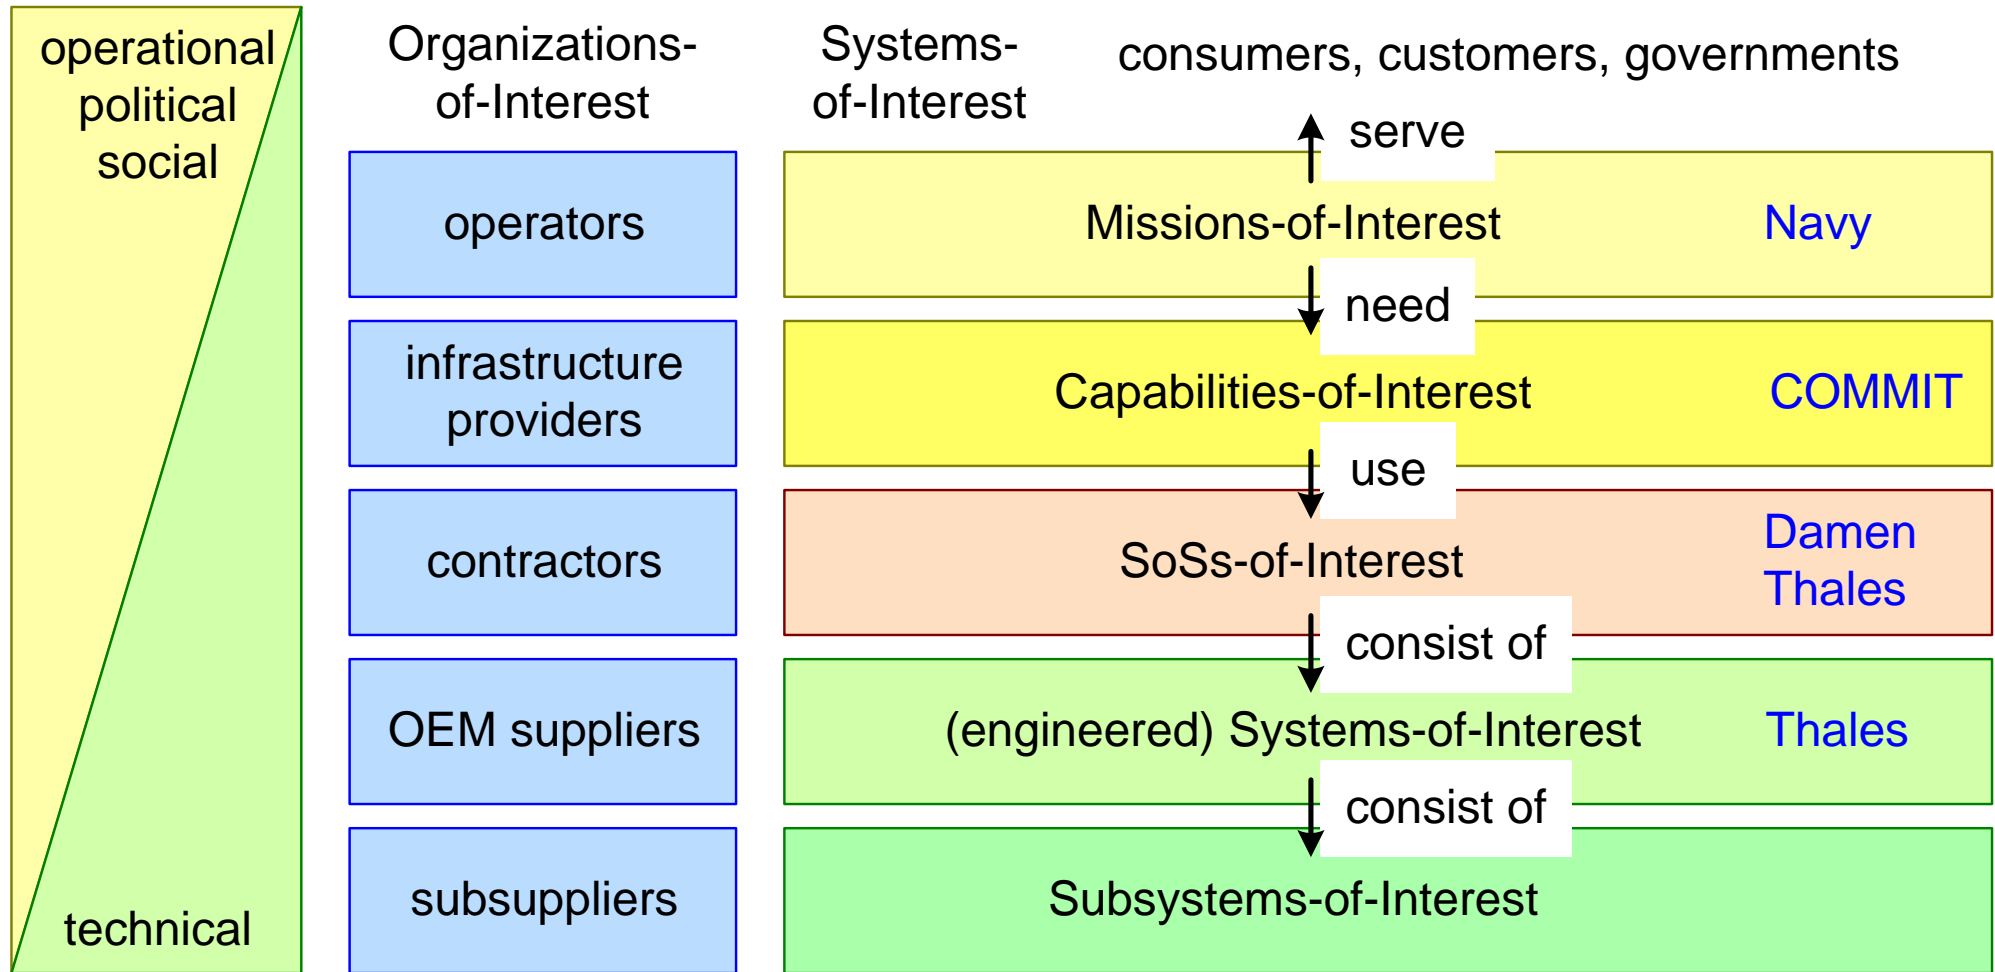 operational
political
social
technical
Organizations-
of-Interest
operators
infrastructure
providers
contractors
OEM suppliers
subsuppliers
Systems-
of-Interest
consumers, customers, governments
serve
Missions-of-Interest
Navy
need
Capabilities-of-Interest
COMMIT
use
SoSs-of-Interest
Damen
Thales
consist of
(engineered) Systems-of-Interest
Thales
consist of
Subsystems-of-Interest